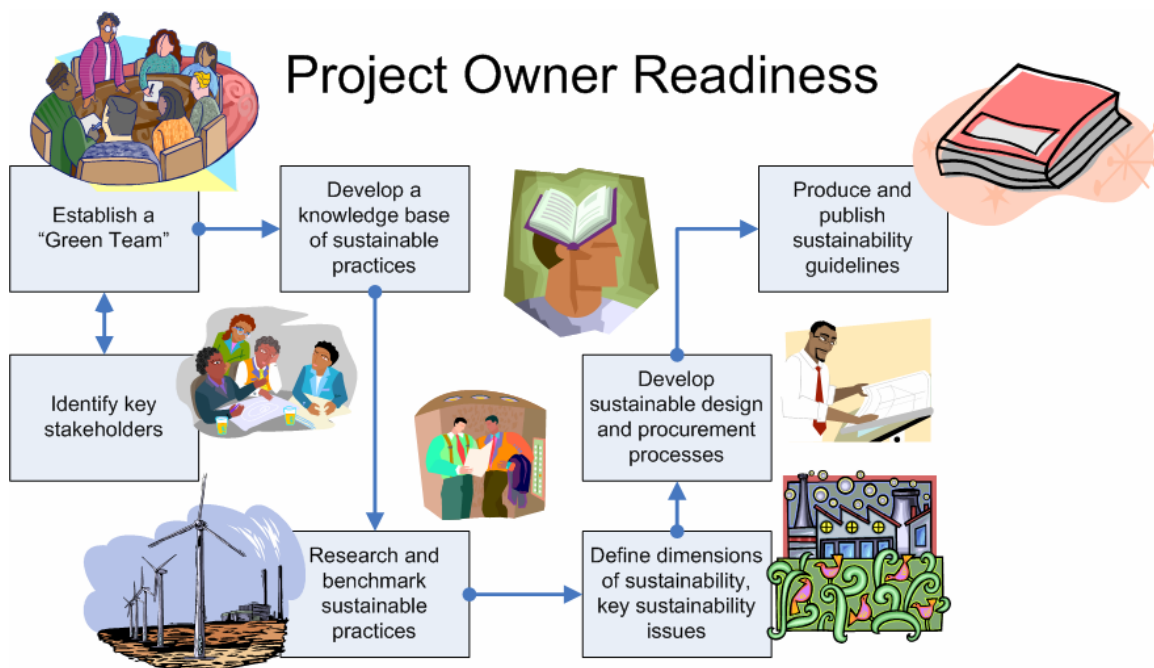 Project Owner Readiness
Establish a
“Green Team”
Develop a
knowledge base
of sustainable
practices
Produce and
publish
sustainability
guidelines
Identify key
stakeholders
Develop
sustainable design
and procurement
processes
Research and
benchmark
sustainable
practices
Define dimensions
of sustainability,
key sustainability
issues